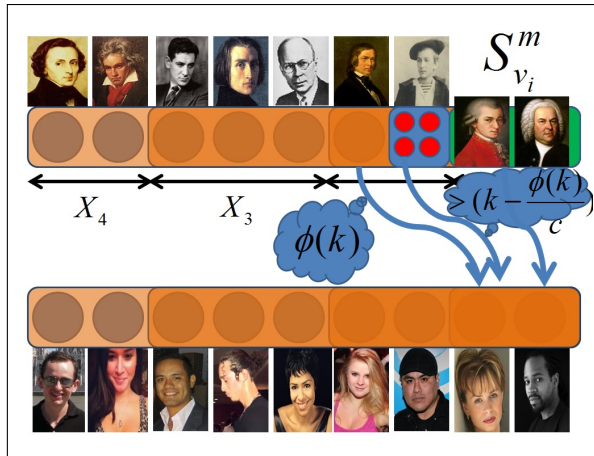 S^m_{v_i}
X_4
X_3
ϕ(k)
> (k − ϕ(k)/c)